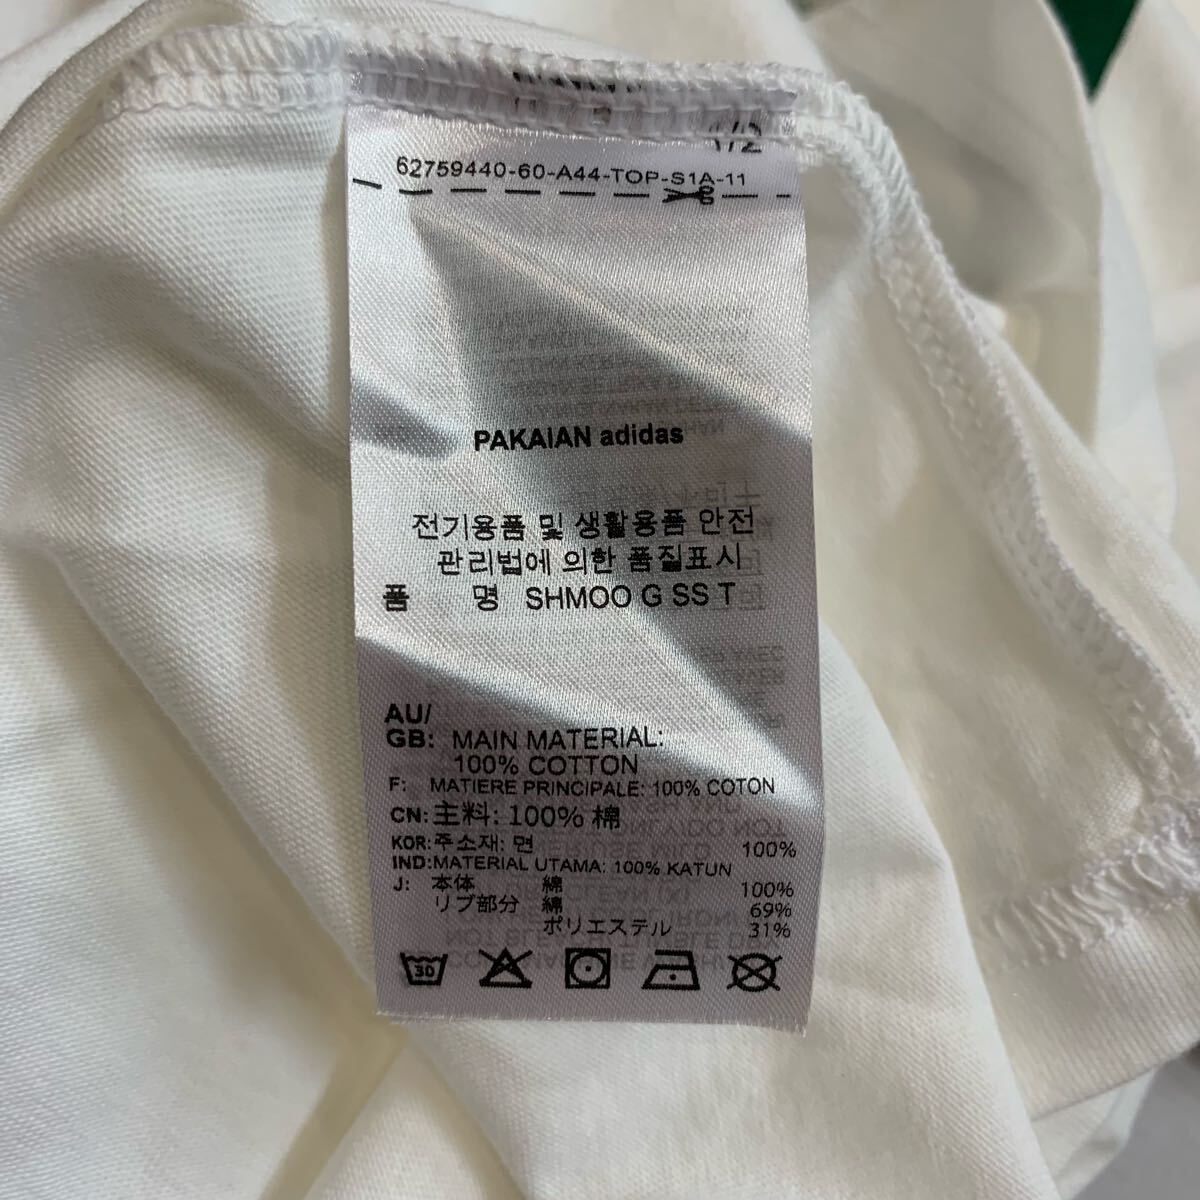 1/2
62759440-60-A44-TOP-S1A-11
PAKAIAN adidas
전기용품 및 생활용품 안전
관리법에 의한 품질표시
품 명 SHMOO G SS T
AU/
GB: MAIN MATERIAL:
100% COTTON
F: MATIERE PRINCIPALE: 100% COTON
CN: 主料: 100% 棉
KOR: 주소재: 면 100%
IND: MATERIAL UTAMA: 100% KATUN
J: 本体 綿 100%
リブ部分 綿 69%
ポリエステル 31%
30